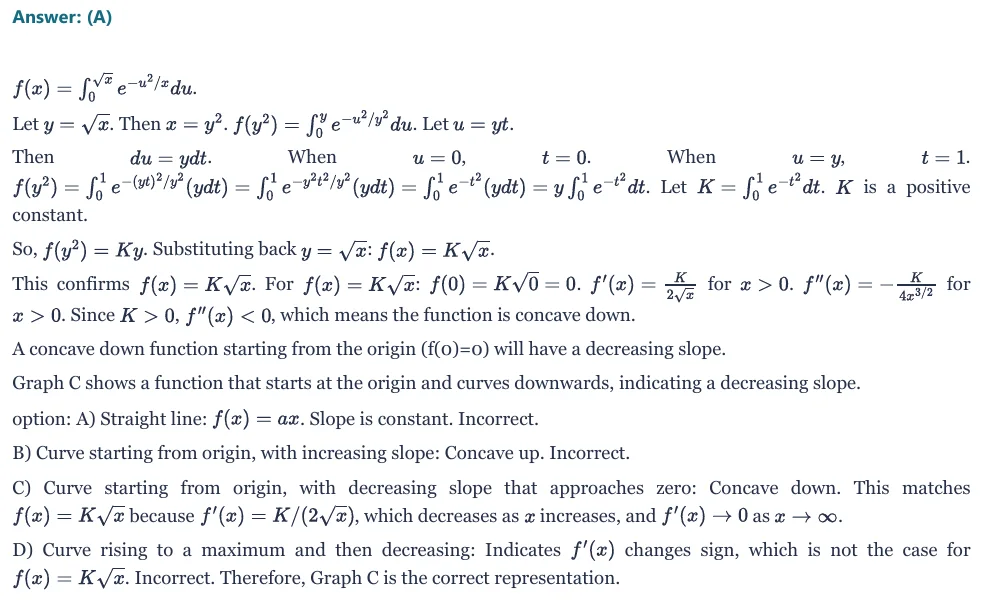 Answer: (A)
f(x) = ∫₀^√x e^(−u²/x) du.
Let y = √x. Then x = y². f(y²) = ∫₀^y e^(−u²/y²) du. Let u = yt.
Then du = ydt. When u = 0, t = 0. When u = y, t = 1.
f(y²) = ∫₀¹ e^(−(yt)²/y²) (ydt) = ∫₀¹ e^(−y²t²/y²) (ydt) = ∫₀¹ e^(−t²) (ydt) = y ∫₀¹ e^(−t²) dt. Let K = ∫₀¹ e^(−t²) dt. K is a positive
constant.
So, f(y²) = Ky. Substituting back y = √x: f(x) = K√x.
This confirms f(x) = K√x. For f(x) = K√x: f(0) = K√0 = 0. f′(x) = K/(2√x) for x > 0. f″(x) = −K/(4x^(3/2)) for
x > 0. Since K > 0, f″(x) < 0, which means the function is concave down.
A concave down function starting from the origin (f(0)=0) will have a decreasing slope.
Graph C shows a function that starts at the origin and curves downwards, indicating a decreasing slope.
option: A) Straight line: f(x) = ax. Slope is constant. Incorrect.
B) Curve starting from origin, with increasing slope: Concave up. Incorrect.
C) Curve starting from origin, with decreasing slope that approaches zero: Concave down. This matches
f(x) = K√x because f′(x) = K/(2√x), which decreases as x increases, and f′(x) → 0 as x → ∞.
D) Curve rising to a maximum and then decreasing: Indicates f′(x) changes sign, which is not the case for
f(x) = K√x. Incorrect. Therefore, Graph C is the correct representation.